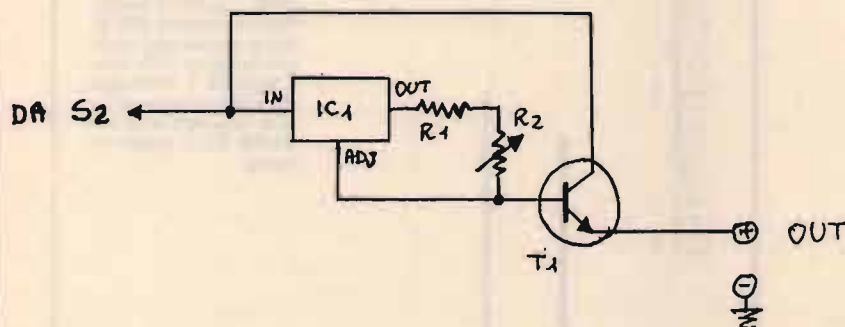 DA S2
IN
IC1
OUT
ADJ
R1
R2
T1
+
OUT
-